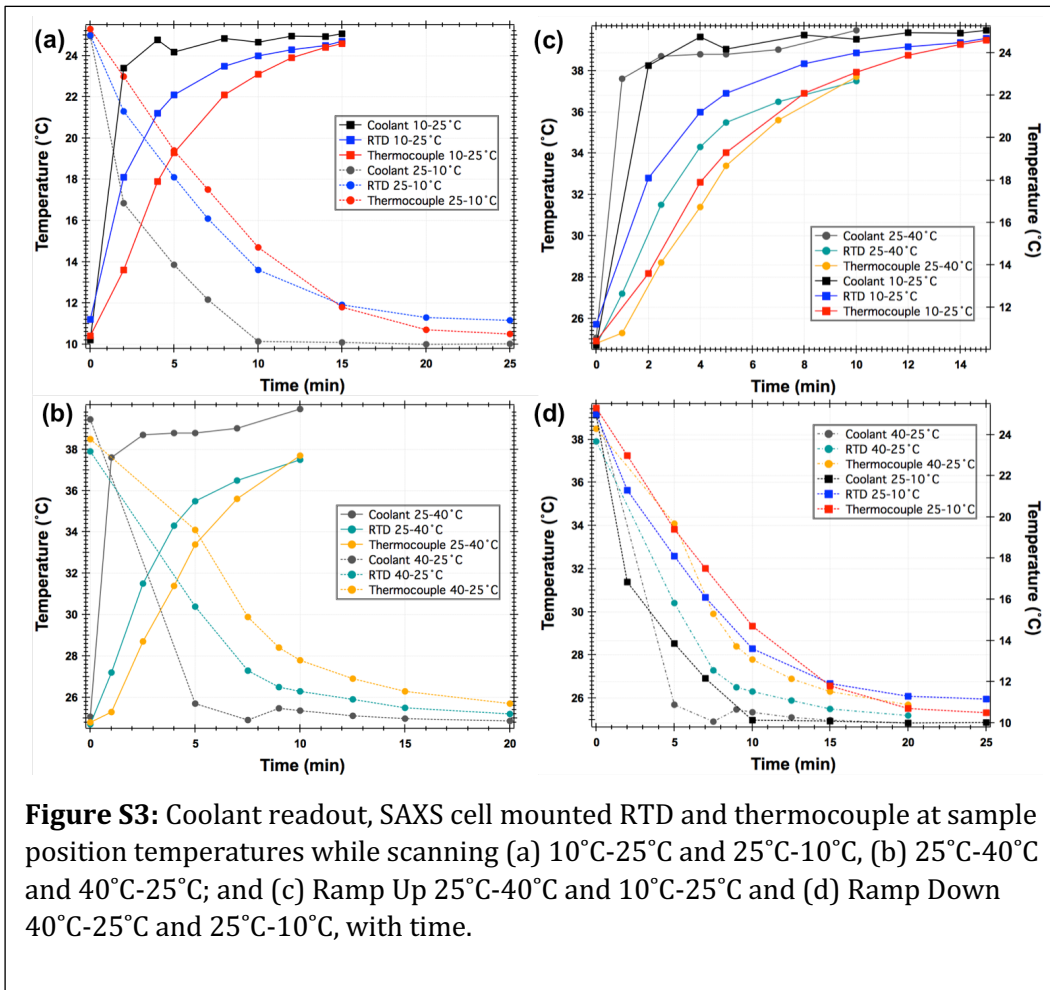 (a)
24
22
20
18
16
14
12
10
Temperature (°C)
Coolant 10-25˚C
RTD 10-25˚C
Thermocouple 10-25˚C
Coolant 25-10˚C
RTD 25-10˚C
Thermocouple 25-10˚C
0 5 10 15 20 25
Time (min)
(c)
38
36
34
32
30
28
26
Temperature (°C)
24
22
20
18
16
14
12
Temperature (°C)
Coolant 25-40˚C
RTD 25-40˚C
Thermocouple 25-40˚C
Coolant 10-25˚C
RTD 10-25˚C
Thermocouple 10-25˚C
0 2 4 6 8 10 12 14
Time (min)
(b)
38
36
34
32
30
28
26
Temperature (°C)
Coolant 25-40˚C
RTD 25-40˚C
Thermocouple 25-40˚C
Coolant 40-25˚C
RTD 40-25˚C
Thermocouple 40-25˚C
0 5 10 15 20
Time (min)
(d)
38
36
34
32
30
28
26
Temperature (°C)
24
22
20
18
16
14
12
10
Temperature (°C)
Coolant 40-25˚C
RTD 40-25˚C
Thermocouple 40-25˚C
Coolant 25-10˚C
RTD 25-10˚C
Thermocouple 25-10˚C
0 5 10 15 20 25
Time (min)
Figure S3: Coolant readout, SAXS cell mounted RTD and thermocouple at sample
position temperatures while scanning (a) 10˚C-25˚C and 25˚C-10˚C, (b) 25˚C-40˚C
and 40˚C-25˚C; and (c) Ramp Up 25˚C-40˚C and 10˚C-25˚C and (d) Ramp Down
40˚C-25˚C and 25˚C-10˚C, with time.